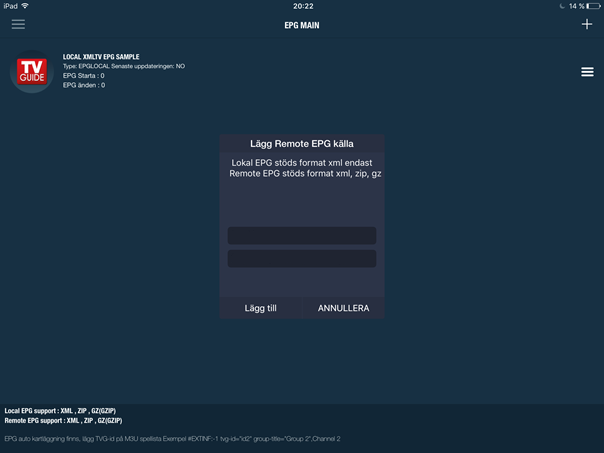 iPad
20:22
14 %
EPG MAIN
TV
GUIDE
LOCAL XMLTV EPG SAMPLE
Type: EPGLOCAL Senaste uppdateringen: NO
EPG Starta : 0
EPG änden : 0
Lägg Remote EPG källa
Lokal EPG stöds format xml endast
Remote EPG stöds format xml, zip, gz
Lägg till
ANNULLERA
Local EPG support : XML , ZIP , GZ(GZIP)
Remote EPG support : XML , ZIP , GZ(GZIP)
EPG auto kartläggning finns, lägg TVG-id på M3U spellista Exempel #EXTINF:-1 tvg-id="id2" group-title="Group 2",Channel 2